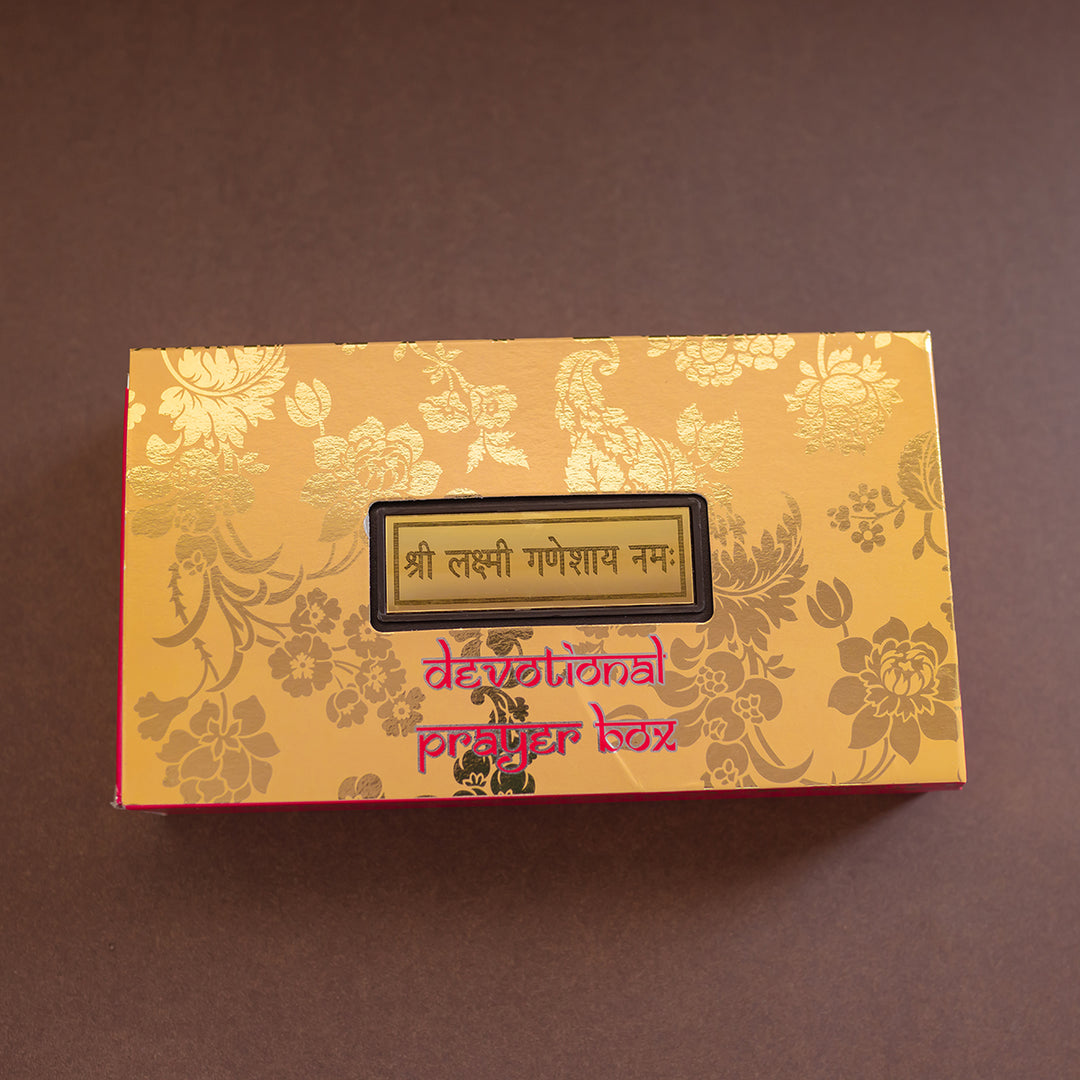 श्री लक्ष्मी गणेशाय नमः
devotional
prayer box